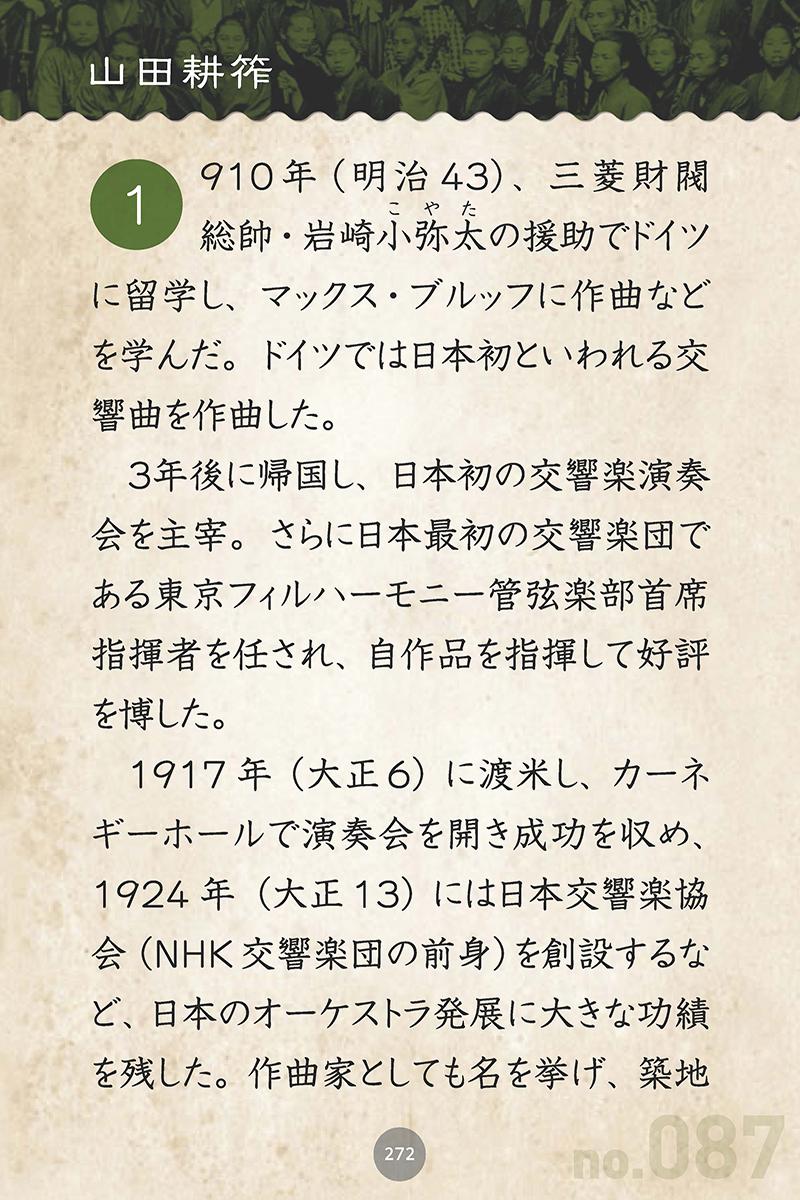 山田耕筰
1910年（明治43）、三菱財閥
こやた
総帥・岩崎小弥太の援助でドイツ
に留学し、マックス・ブルッフに作曲など
を学んだ。ドイツでは日本初といわれる交
響曲を作曲した。
3年後に帰国し、日本初の交響楽演奏
会を主宰。さらに日本最初の交響楽団で
ある東京フィルハーモニー管弦楽部首席
指揮者を任され、自作品を指揮して好評
を博した。
1917年（大正6）に渡米し、カーネ
ギーホールで演奏会を開き成功を収め、
1924年（大正13）には日本交響楽協
会（NHK交響楽団の前身）を創設するな
ど、日本のオーケストラ発展に大きな功績
を残した。作曲家としても名を挙げ、築地
272
no.087